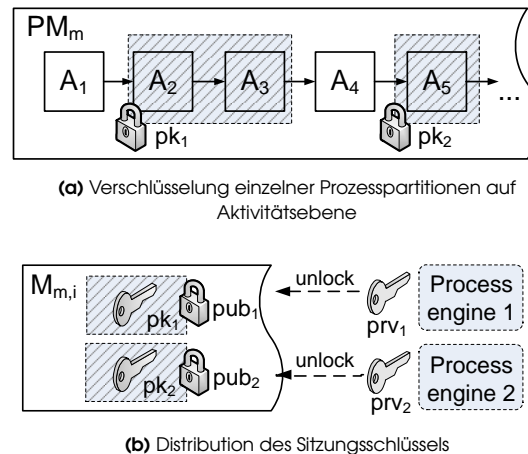 PMm
A1 A2 A3 A4 A5 ...
pk1 pk2
(a) Verschlüsselung einzelner Prozesspartitionen auf
Aktivitätsebene
Mm,i
pk1 pub1 unlock prv1 Process
engine 1
pk2 pub2 unlock prv2 Process
engine 2
(b) Distribution des Sitzungsschlüssels